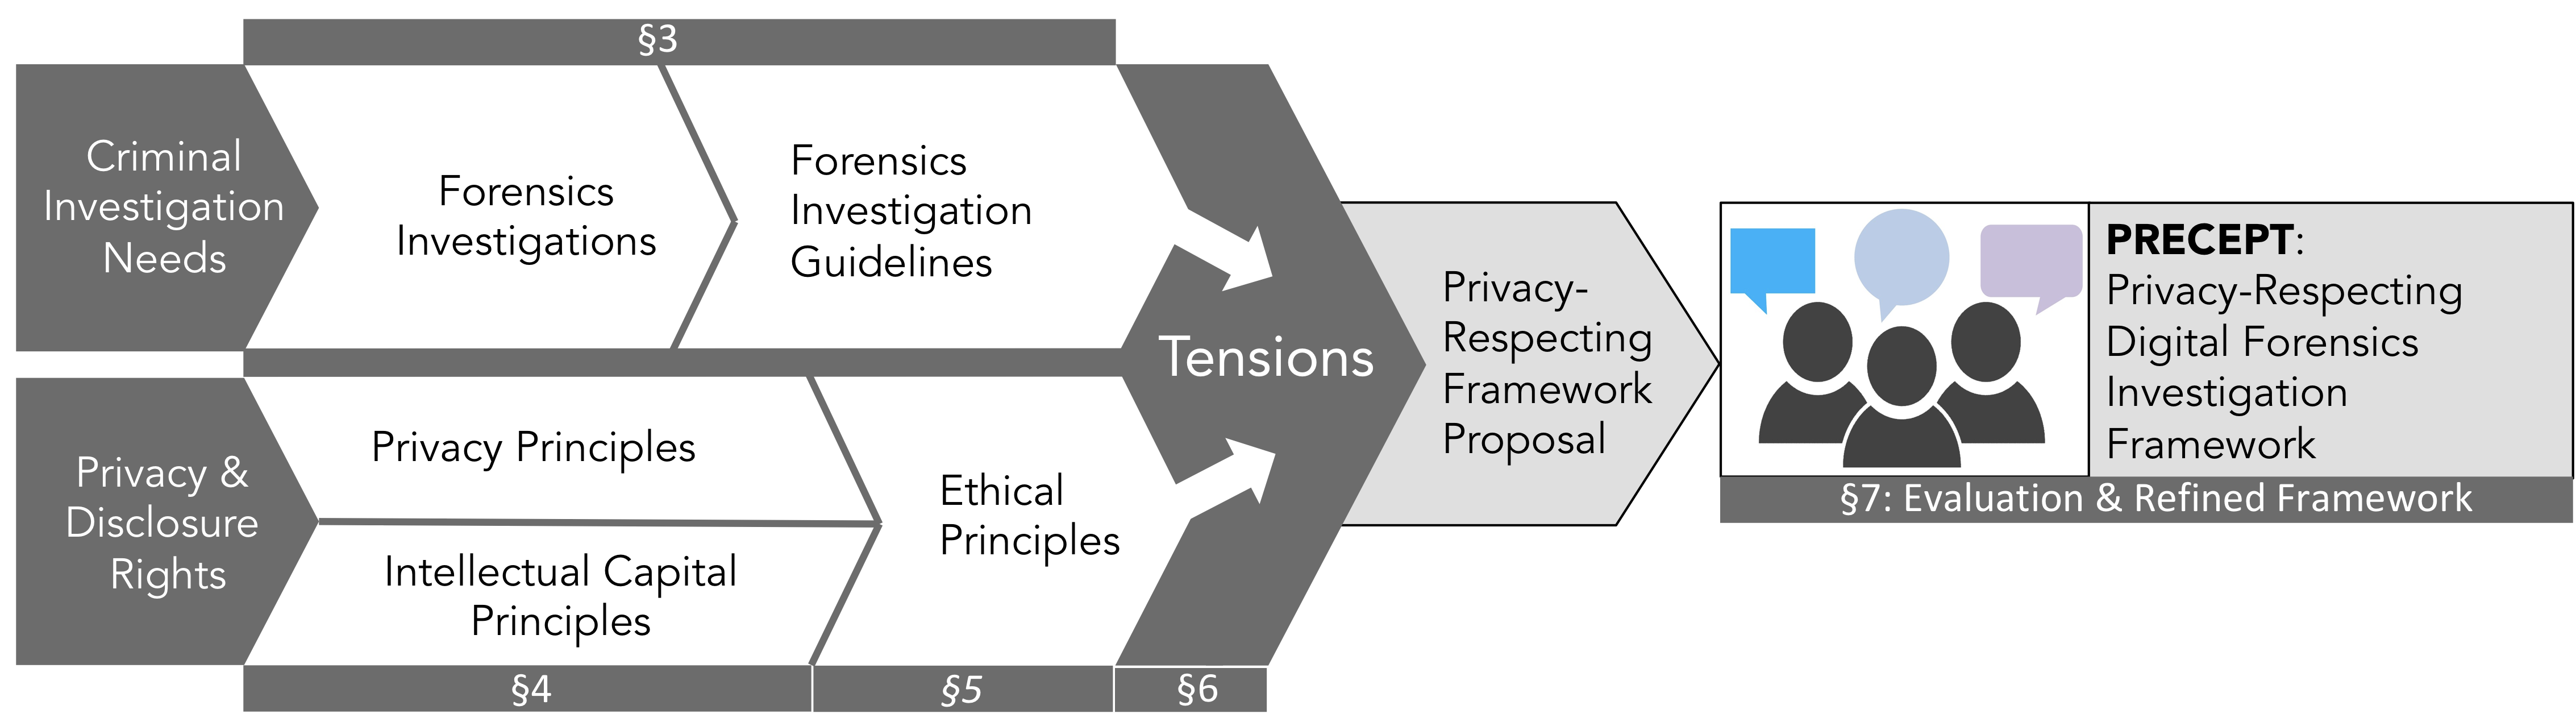 §3
Criminal
Investigation
Needs
Forensics
Investigations
Forensics
Investigation
Guidelines
Privacy &
Disclosure
Rights
Privacy Principles
Intellectual Capital
Principles
Ethical
Principles
§4
§5
§6
Tensions
Privacy-
Respecting
Framework
Proposal
PRECEPT:
Privacy-Respecting
Digital Forensics
Investigation
Framework
§7: Evaluation & Refined Framework